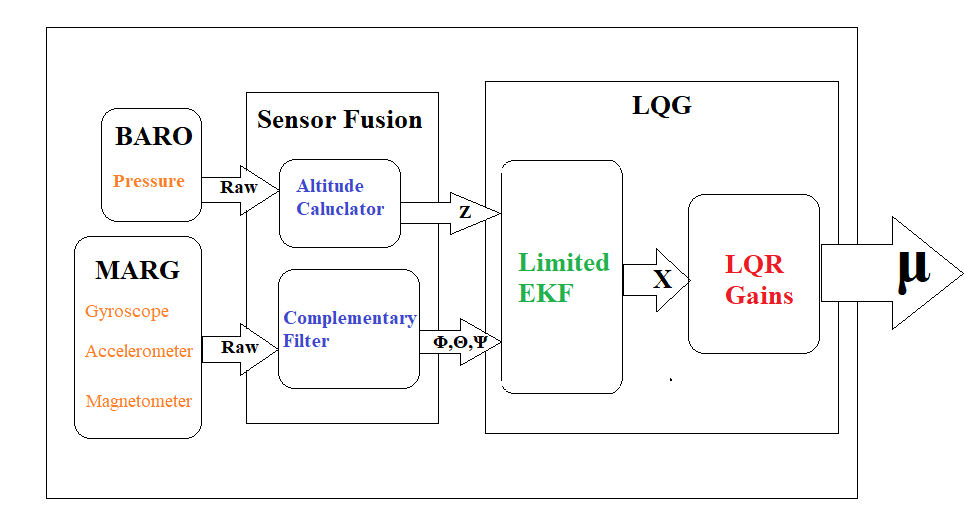 BARO
Pressure
MARG
Gyroscope
Accelerometer
Magnetometer
Raw
Raw
Sensor Fusion
Altitude
Caluclator
Complementary
Filter
Z
Φ,Θ,Ψ
LQG
Limited
EKF
X
LQR
Gains
μ